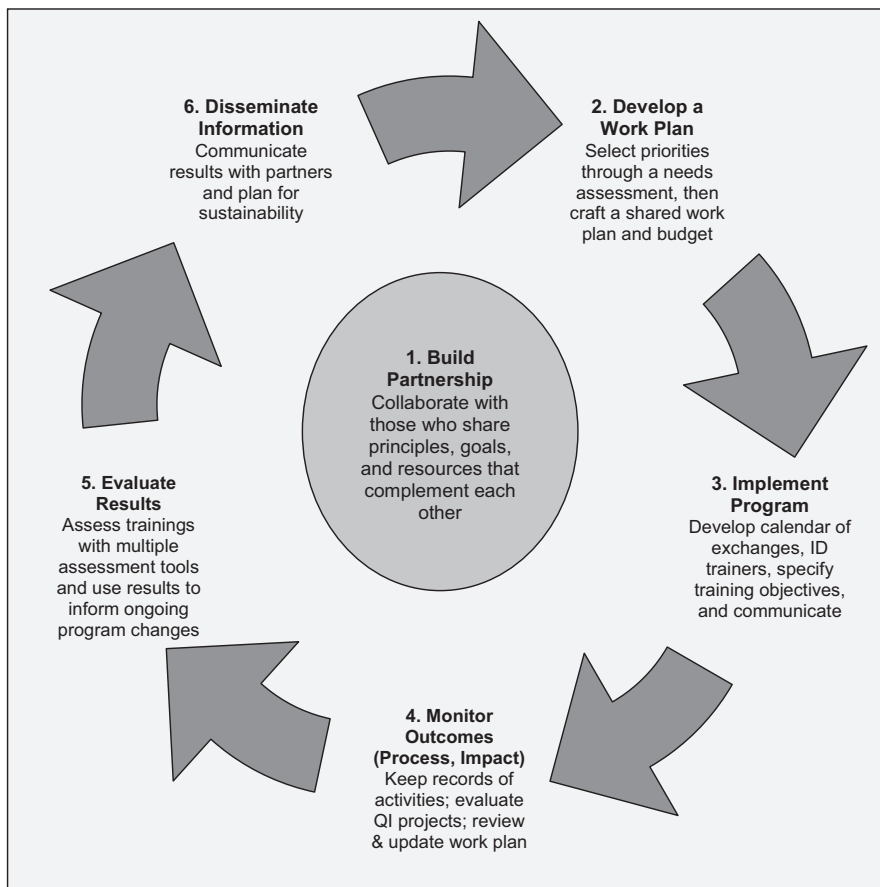 1. Build
Partnership
Collaborate with
those who share
principles, goals,
and resources that
complement each
other
2. Develop a
Work Plan
Select priorities
through a needs
assessment, then
craft a shared work
plan and budget
3. Implement
Program
Develop calendar of
exchanges, ID
trainers, specify
training objectives,
and communicate
4. Monitor
Outcomes
(Process, Impact)
Keep records of
activities; evaluate
QI projects; review
& update work plan
5. Evaluate
Results
Assess trainings
with multiple
assessment tools
and use results to
inform ongoing
program changes
6. Disseminate
Information
Communicate
results with partners
and plan for
sustainability